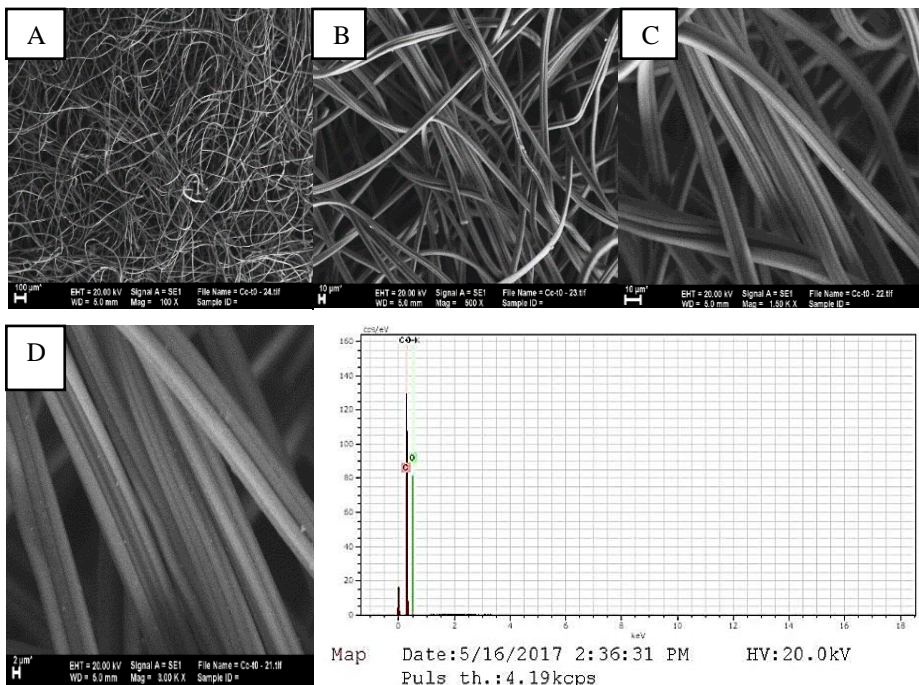 A
B
C
100 µm*
EHT = 20.00 kV Signal A = SE1 File Name = Cc-t0 - 24.tif
WD = 5.0 mm Mag = 100 X Sample ID =
10 µm*
EHT = 20.00 kV Signal A = SE1 File Name = Cc-t0 - 23.tif
WD = 5.0 mm Mag = 500 X Sample ID =
10 µm*
EHT = 20.00 kV Signal A = SE1 File Name = Cc-t0 - 22.tif
WD = 5.0 mm Mag = 1.50 K X Sample ID =
D
2 µm*
EHT = 20.00 kV Signal A = SE1 File Name = Cc-t0 - 21.tif
WD = 5.0 mm Mag = 3.00 K X Sample ID =
cps/eV
160
140
120
100
80
60
40
20
0
C
O
0 2 4 6 8 10 12 14 16 18
keV
Map Date:5/16/2017 2:36:31 PM HV:20.0kV
Puls th.:4.19kcps